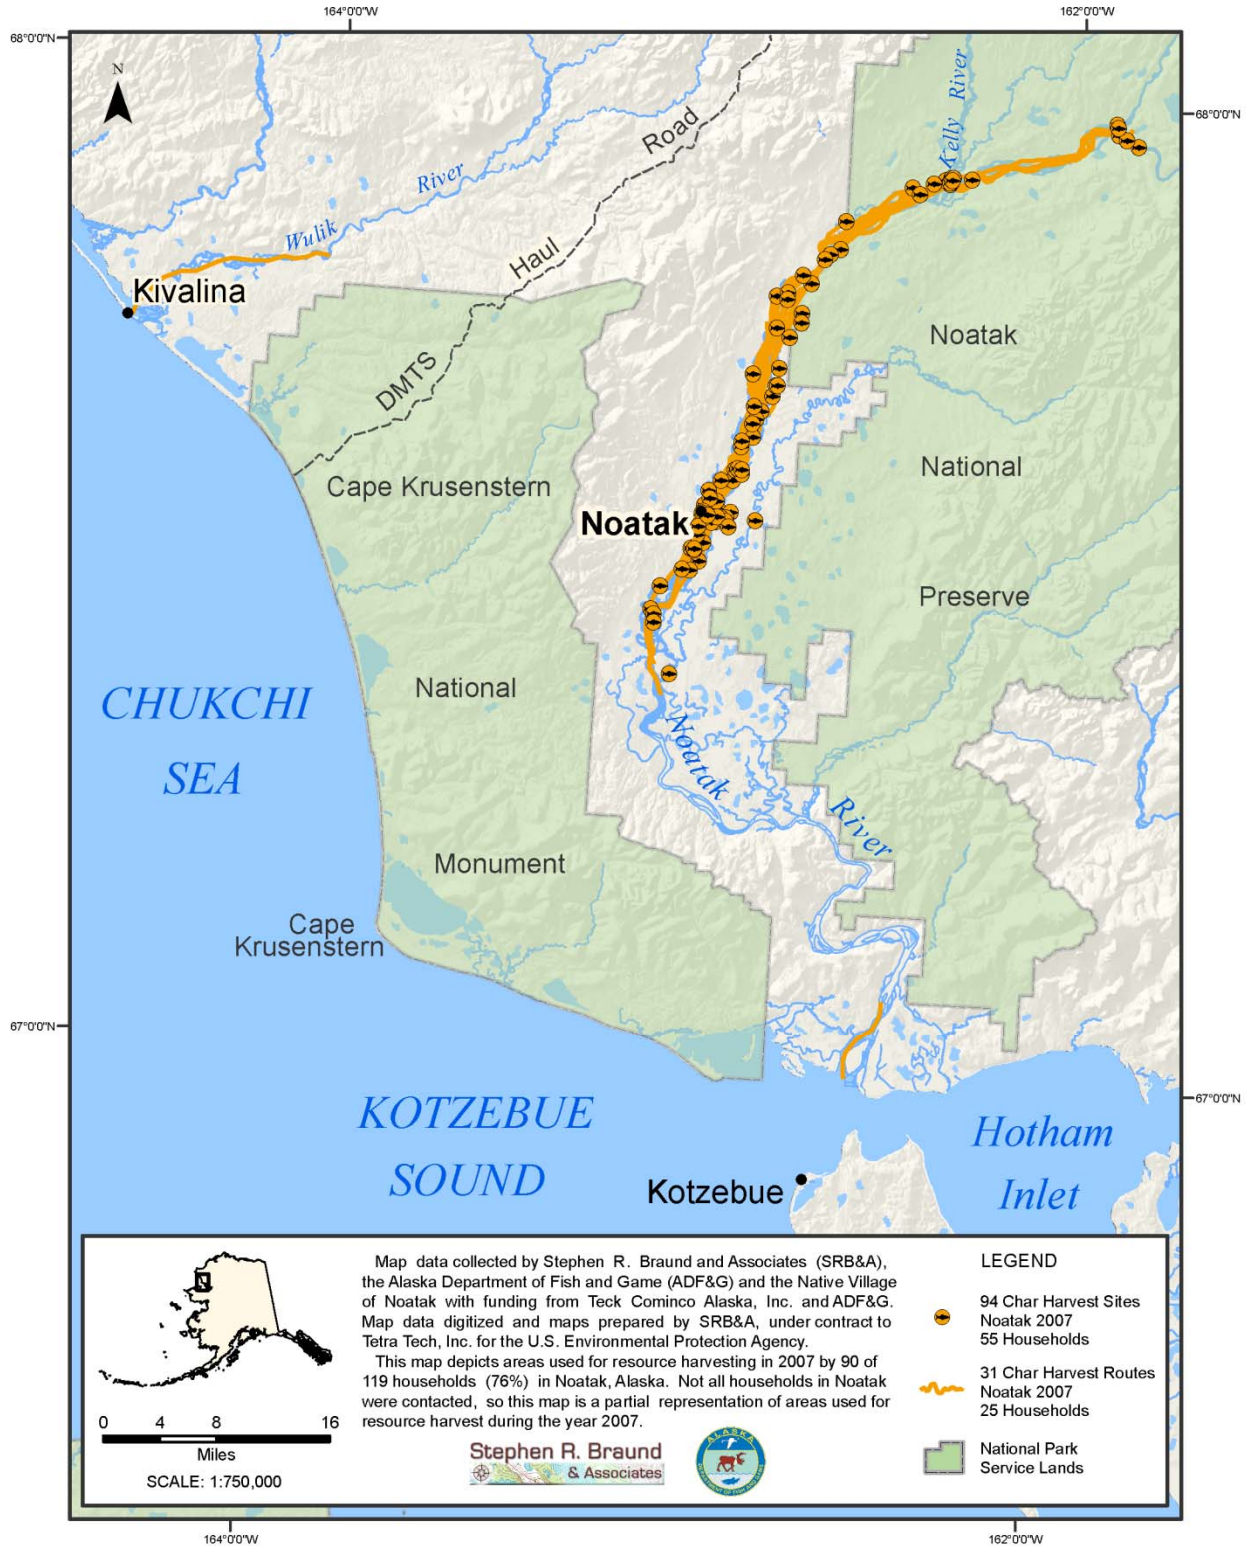 164°0'0"W
162°0'0"W
68°0'0"N
68°0'0"N
N
Kelly River
Road
River
Wulik
Haul
Kivalina
DMTS
Noatak
Cape Krusenstern
National
Noatak
Preserve
National
CHUKCHI
SEA
Noatak
River
Monument
Cape
Krusenstern
67°0'0"N
67°0'0"N
KOTZEBUE
SOUND
Hotham
Inlet
Kotzebue
Map data collected by Stephen R. Braund and Associates (SRB&A),
the Alaska Department of Fish and Game (ADF&G) and the Native Village
of Noatak with funding from Teck Cominco Alaska, Inc. and ADF&G.
Map data digitized and maps prepared by SRB&A, under contract to
Tetra Tech, Inc. for the U.S. Environmental Protection Agency.
This map depicts areas used for resource harvesting in 2007 by 90 of
119 households (76%) in Noatak, Alaska. Not all households in Noatak
were contacted, so this map is a partial representation of areas used for
resource harvest during the year 2007.
LEGEND
94 Char Harvest Sites
Noatak 2007
55 Households
31 Char Harvest Routes
Noatak 2007
25 Households
National Park
Service Lands
0 4 8 16
Miles
SCALE: 1:750,000
Stephen R. Braund
& Associates
ALASKA
164°0'0"W
162°0'0"W